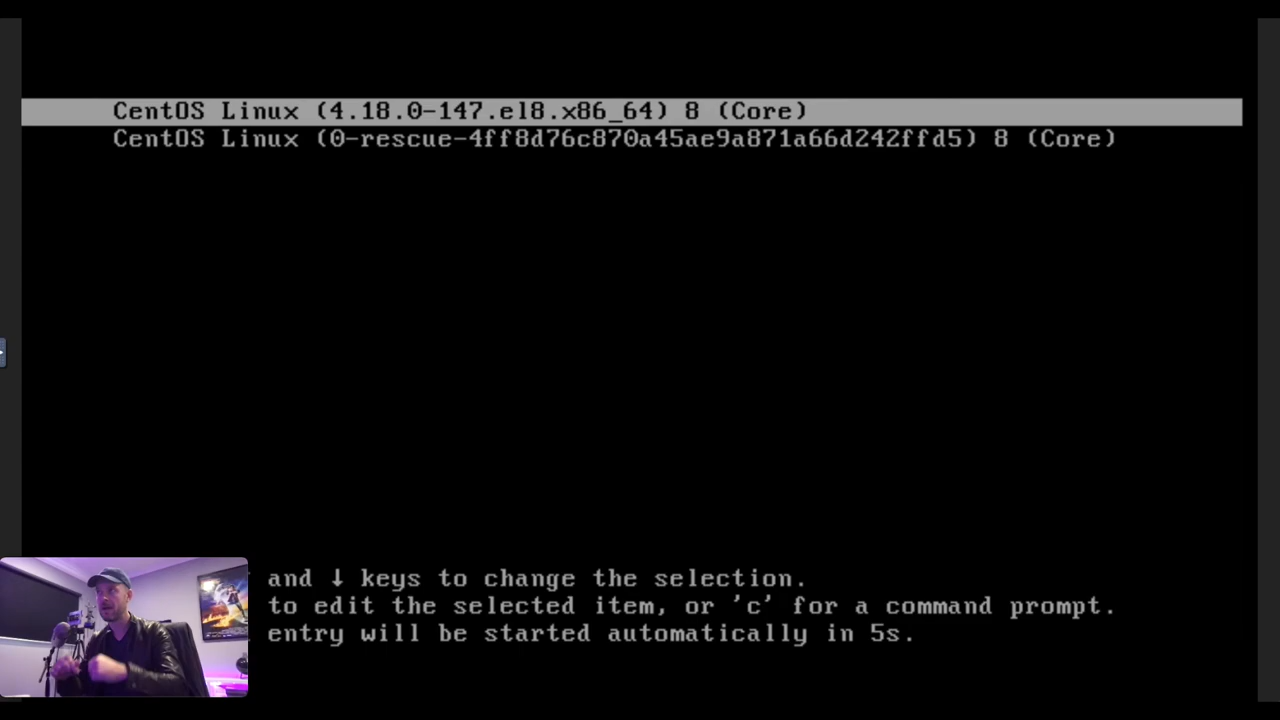 CentOS Linux (4.18.0-147.el8.x86_64) 8 (Core)
CentOS Linux (0-rescue-4ff8d76c870a45ae9a871a66d242ffd5) 8 (Core)
and ↓ keys to change the selection.
to edit the selected item, or 'c' for a command prompt.
entry will be started automatically in 5s.